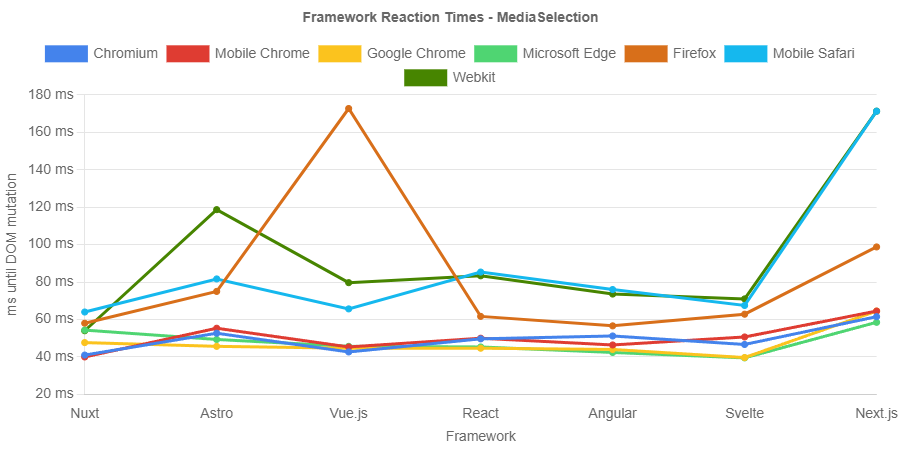 Framework Reaction Times - MediaSelection
Chromium Mobile Chrome Google Chrome Microsoft Edge Firefox Mobile Safari
Webkit
180 ms
160 ms
140 ms
120 ms
100 ms
80 ms
60 ms
40 ms
20 ms
ms until DOM mutation
Nuxt Astro Vue.js React Angular Svelte Next.js
Framework